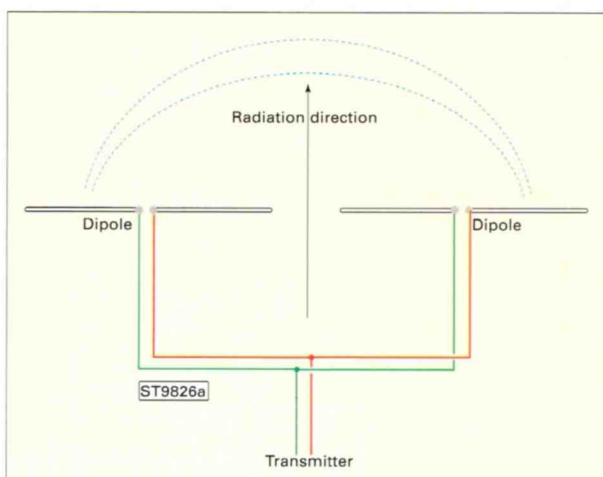 Radiation direction
Dipole
Dipole
ST9826a
Transmitter